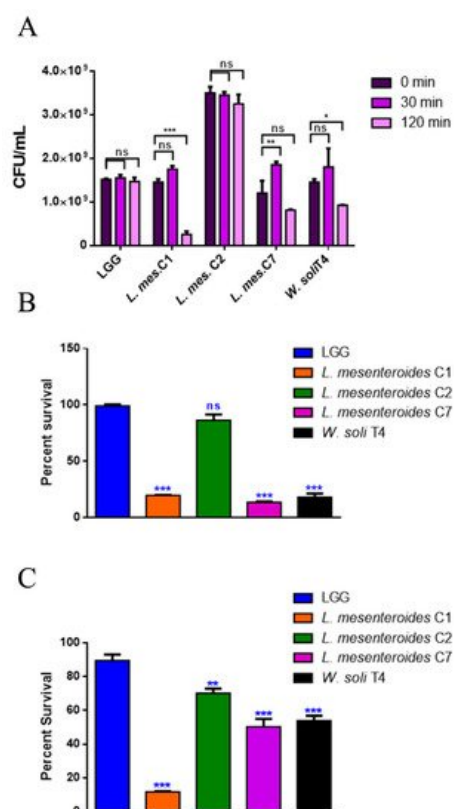 A
CFU/mL
4.0×10⁹
3.0×10⁹
2.0×10⁹
1.0×10⁹
0
ns
ns
***
ns
ns
ns
**
ns
*
ns
0 min
30 min
120 min
LGG
L. mes.C1
L. mes. C2
L. mes.C7
W. soliT4
B
Percent survival
150
100
50
0
ns
***
***
***
LGG
L. mesenteroides C1
L. mesenteroides C2
L. mesenteroides C7
W. soli T4
C
Percent Survival
100
80
60
40
20
0
***
**
***
***
LGG
L. mesenteroides C1
L. mesenteroides C2
L. mesenteroides C7
W. soli T4